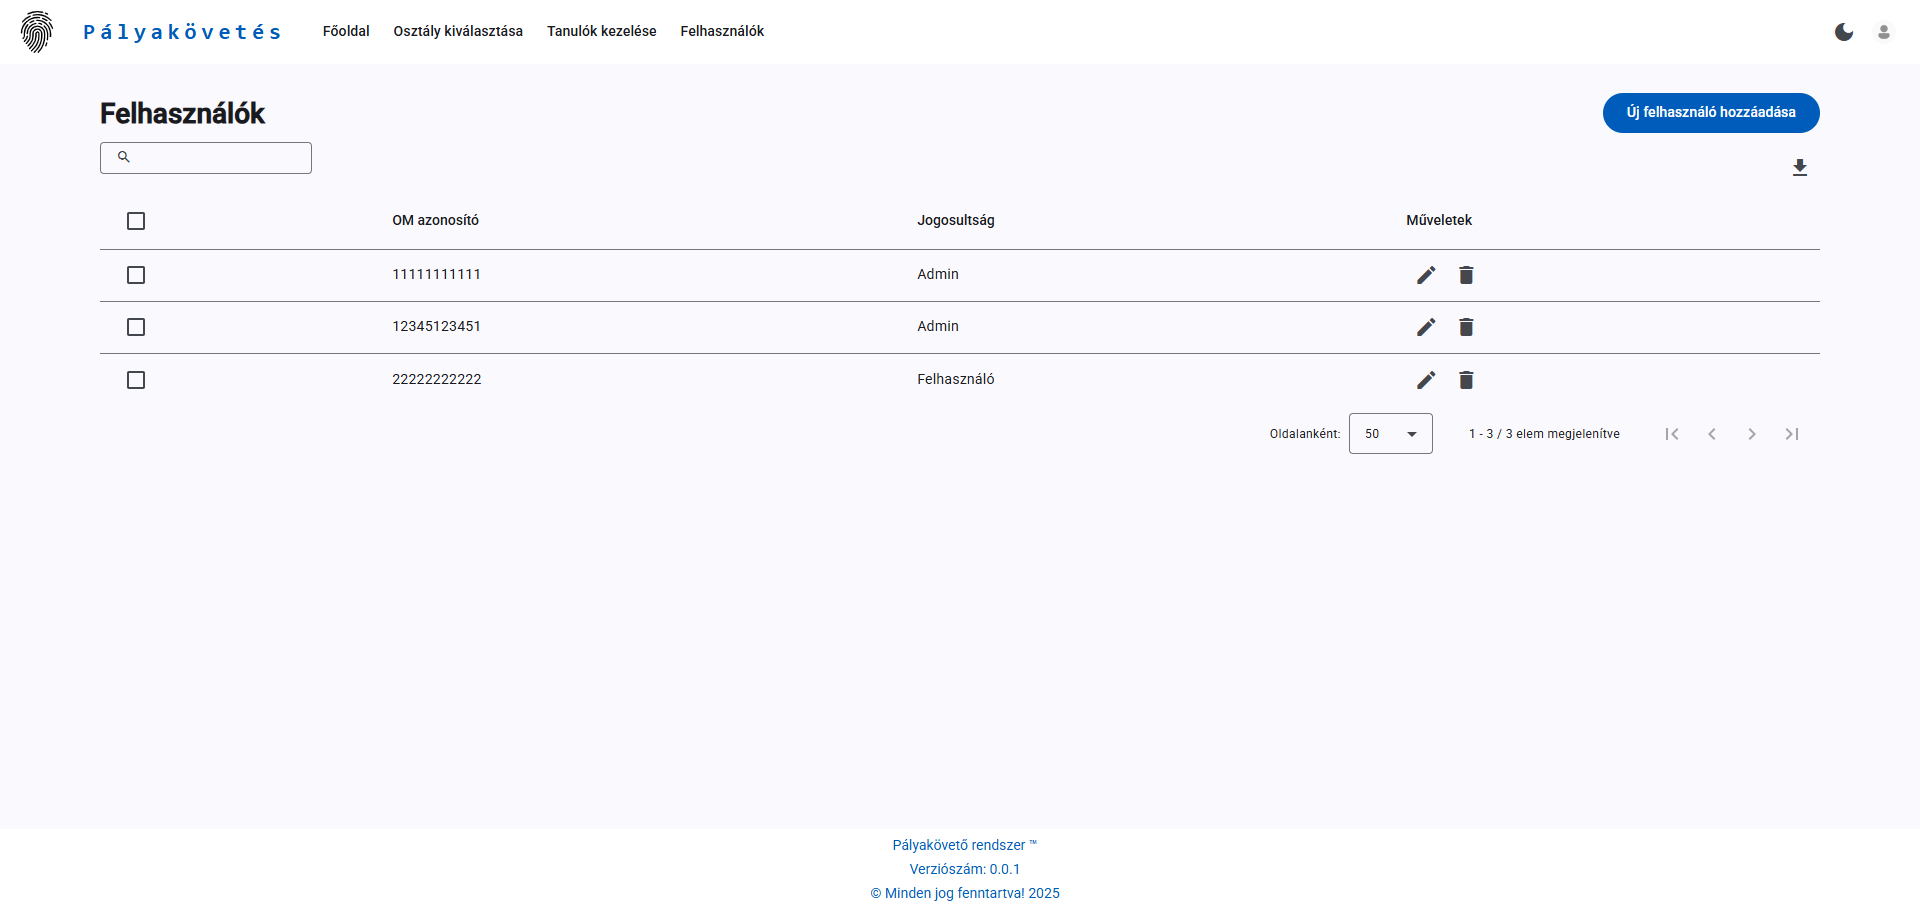 Pályakövetés Főoldal Osztály kiválasztása Tanulók kezelése Felhasználók
Felhasználók
Új felhasználó hozzáadása
OM azonosító Jogosultság Műveletek
11111111111 Admin
12345123451 Admin
22222222222 Felhasználó
Oldalanként: 50 1 - 3 / 3 elem megjelenítve
Pályakövető rendszer ™
Verziószám: 0.0.1
© Minden jog fenntartva! 2025